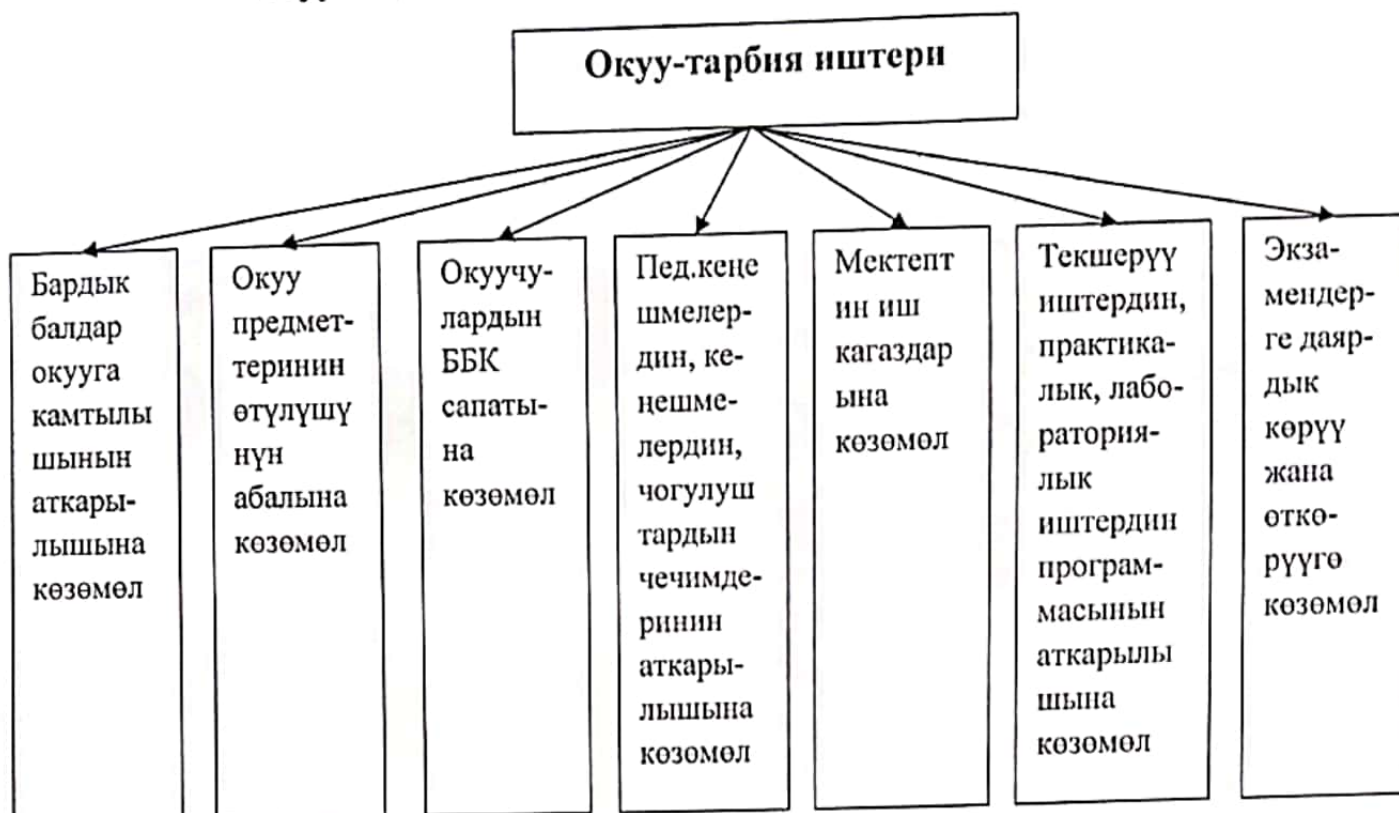 Окуу-тарбия иштери
Бардык
балдар
окууга
камтылы
шынын
аткары-
лышына
көзөмөл
Окуу
предмет-
теринин
өтүлүшү
нүн
абалына
көзөмөл
Окуучу-
лардын
ББК
сапаты-
на
көзөмөл
Пед.кеңе
шмелер-
дин, ке-
ңешме-
лердин,
чогулуш
тардын
чечимде-
ринин
аткары-
лышына
көзөмөл
Мектепт
ин иш
кагаздар
ына
көзөмөл
Текшерүү
иштердин,
практика-
лык, лабо-
ратория-
лык
иштердин
програм-
масынын
аткарылы
шына
көзөмөл
Экза-
мендер-
ге даяр-
дык
көрүү
жана
өткө-
рүүгө
көзөмөл